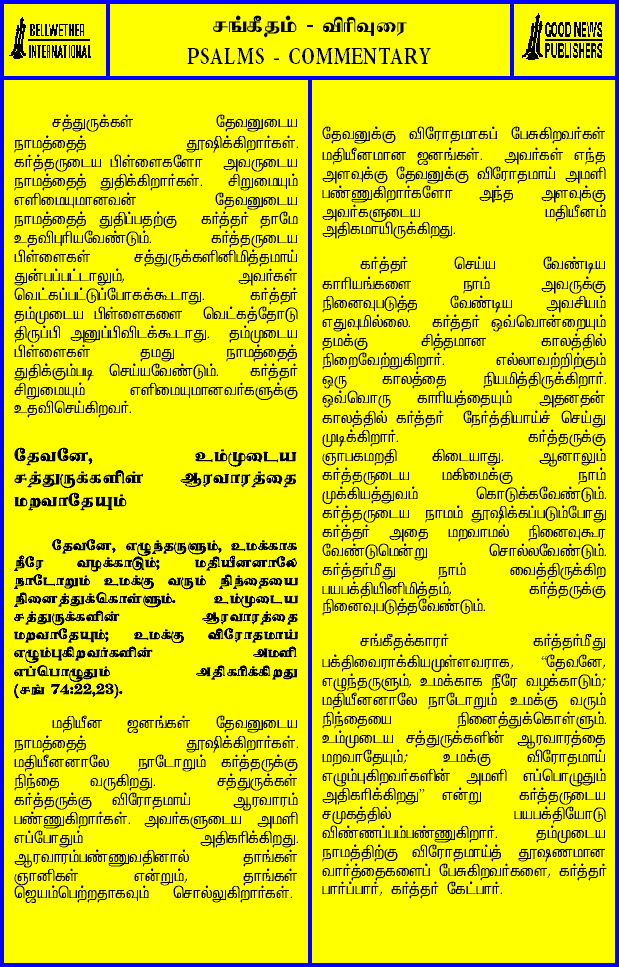 BELLWETHER
INTERNATIONAL
சங்கீதம் - விரிவுரை
PSALMS - COMMENTARY
GOOD NEWS
PUBLISHERS
சத்துருக்கள் தேவனுடைய
நாமத்தைத் தூஷிக்கிறார்கள்.
கர்த்தருடைய பிள்ளைகளோ அவருடைய
நாமத்தைத் துதிக்கிறார்கள். சிறுமையும்
எளிமையுமானவன் தேவனுடைய
நாமத்தைத் துதிப்பதற்கு கர்த்தர் தாமே
உதவிபுரியவேண்டும். கர்த்தருடைய
பிள்ளைகள் சத்துருக்களினிமித்தமாய்
துன்பப்பட்டாலும், அவர்கள்
வெட்கப்பட்டுப்போகக்கூடாது. கர்த்தர்
தம்முடைய பிள்ளைகளை வெட்கத்தோடு
திருப்பி அனுப்பிவிடக்கூடாது. தம்முடைய
பிள்ளைகள் தமது நாமத்தைத்
துதிக்கும்படி செய்யவேண்டும். கர்த்தர்
சிறுமையும் எளிமையுமானவர்களுக்கு
உதவிசெய்கிறவர்.
தேவனே, உம்முடைய
சத்துருக்களின் ஆரவாரத்தை
மறவாதேயும்
தேவனே, எழுந்தருளும், உமக்காக
நீரே வழக்காடும்; மதியீனனாலே
நாடோறும் உமக்கு வரும் நிந்தையை
நினைத்துக்கொள்ளும். உம்முடைய
சத்துருக்களின் ஆரவாரத்தை
மறவாதேயும்; உமக்கு விரோதமாய்
எழும்புகிறவர்களின் அமளி
எப்பொழுதும் அதிகரிக்கிறது
(சங் 74:22,23).
மதியீன ஜனங்கள் தேவனுடைய
நாமத்தைத் தூஷிக்கிறார்கள்.
மதியீனனாலே நாடோறும் கர்த்தருக்கு
நிந்தை வருகிறது. சத்துருக்கள்
கர்த்தருக்கு விரோதமாய் ஆரவாரம்
பண்ணுகிறார்கள். அவர்களுடைய அமளி
எப்போதும் அதிகரிக்கிறது.
ஆரவாரம்பண்ணுவதினால் தாங்கள்
ஞானிகள் என்றும், தாங்கள்
ஜெயம்பெற்றதாகவும் சொல்லுகிறார்கள்.
தேவனுக்கு விரோதமாகப் பேசுகிறவர்கள்
மதியீனமான ஜனங்கள். அவர்கள் எந்த
அளவுக்கு தேவனுக்கு விரோதமாய் அமளி
பண்ணுகிறார்களோ அந்த அளவுக்கு
அவர்களுடைய மதியீனம்
அதிகமாயிருக்கிறது.
கர்த்தர் செய்ய வேண்டிய
காரியங்களை நாம் அவருக்கு
நினைவுபடுத்த வேண்டிய அவசியம்
எதுவுமில்லை. கர்த்தர் ஒவ்வொன்றையும்
தமக்கு சித்தமான காலத்தில்
நிறைவேற்றுகிறார். எல்லாவற்றிற்கும்
ஒரு காலத்தை நியமித்திருக்கிறார்.
ஒவ்வொரு காரியத்தையும் அதனதன்
காலத்தில் கர்த்தர் நேர்த்தியாய்ச் செய்து
முடிக்கிறார். கர்த்தருக்கு
ஞாபகமறதி கிடையாது. ஆனாலும்
கர்த்தருடைய மகிமைக்கு நாம்
முக்கியத்துவம் கொடுக்கவேண்டும்.
கர்த்தருடைய நாமம் தூஷிக்கப்படும்போது
கர்த்தர் அதை மறவாமல் நினைவுகூர
வேண்டுமென்று சொல்லவேண்டும்.
கர்த்தர்மீது நாம் வைத்திருக்கிற
பயபக்தியினிமித்தம், கர்த்தருக்கு
நினைவுபடுத்தவேண்டும்.
சங்கீதக்காரர் கர்த்தர்மீது
பக்திவைராக்கியமுள்ளவராக, “தேவனே,
எழுந்தருளும், உமக்காக நீரே வழக்காடும்;
மதியீனனாலே நாடோறும் உமக்கு வரும்
நிந்தையை நினைத்துக்கொள்ளும்.
உம்முடைய சத்துருக்களின் ஆரவாரத்தை
மறவாதேயும்; உமக்கு விரோதமாய்
எழும்புகிறவர்களின் அமளி எப்பொழுதும்
அதிகரிக்கிறது” என்று கர்த்தருடைய
சமுகத்தில் பயபக்தியோடு
விண்ணப்பம்பண்ணுகிறார். தம்முடைய
நாமத்திற்கு விரோதமாய்த் தூஷணமான
வார்த்தைகளைப் பேசுகிறவர்களை, கர்த்தர்
பார்ப்பார், கர்த்தர் கேட்பார்.